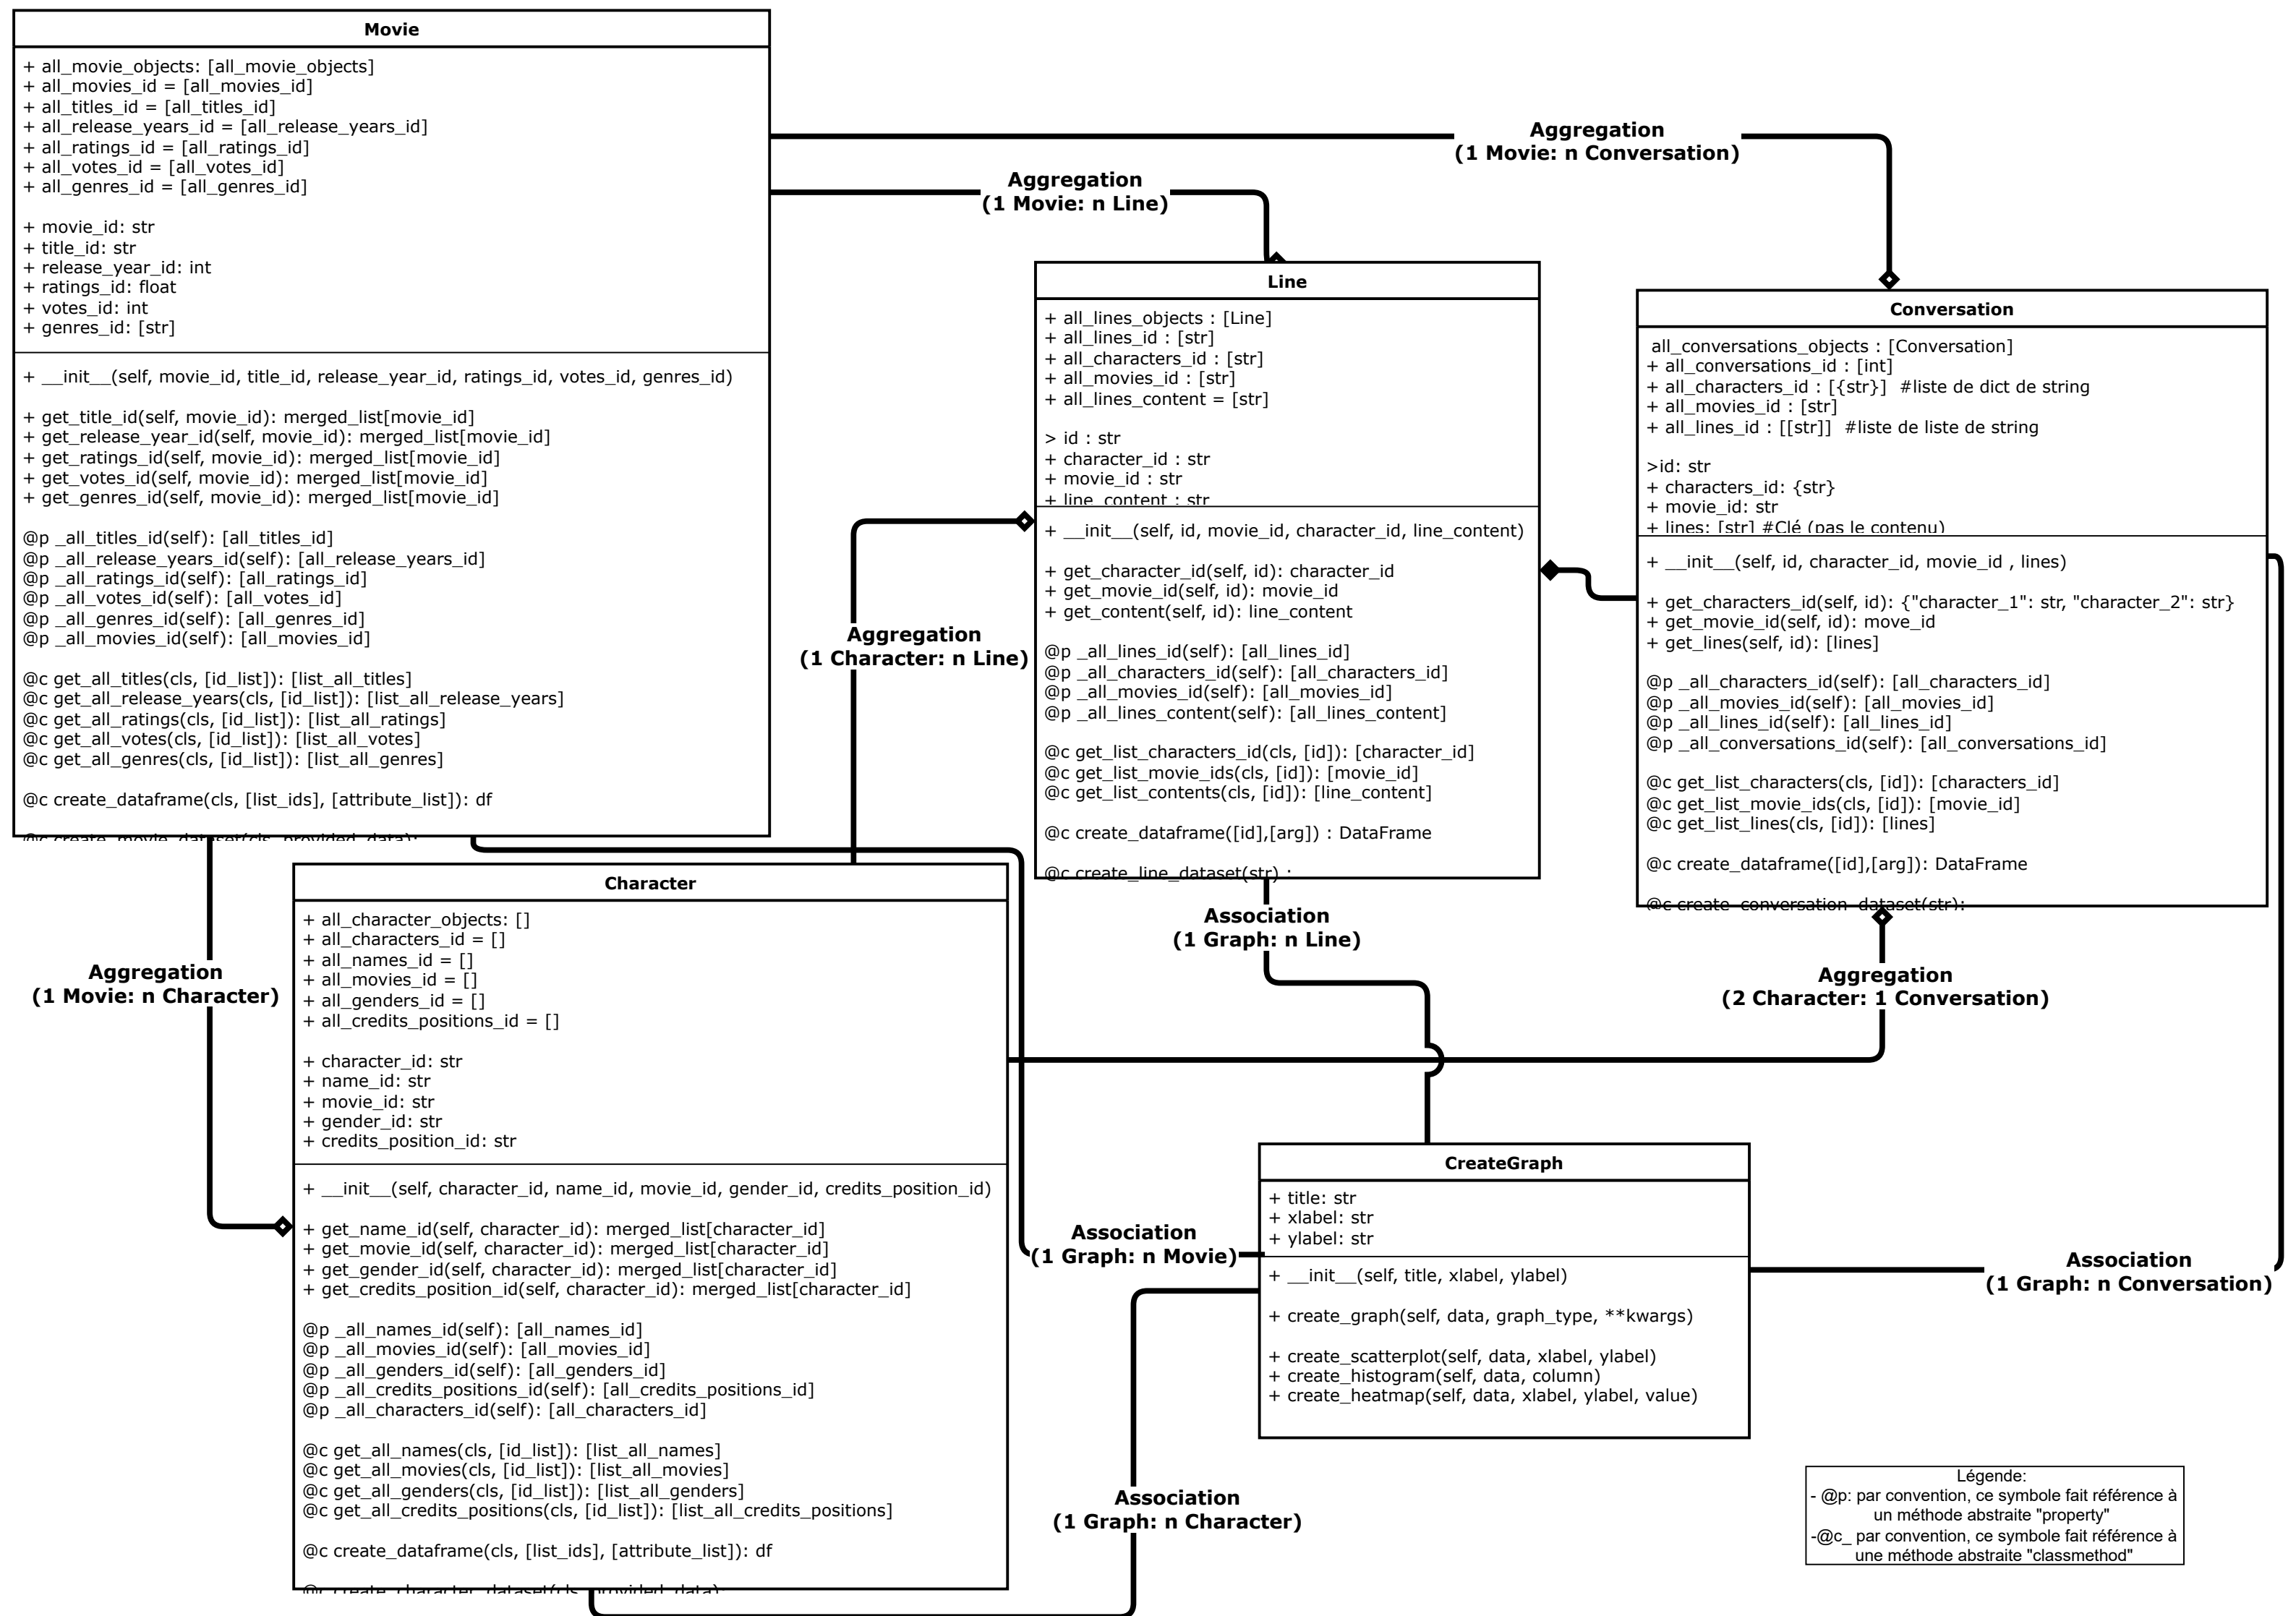 Movie
+ all_movie_objects: [all_movie_objects]
+ all_movies_id = [all_movies_id]
+ all_titles_id = [all_titles_id]
+ all_release_years_id = [all_release_years_id]
+ all_ratings_id = [all_ratings_id]
+ all_votes_id = [all_votes_id]
+ all_genres_id = [all_genres_id]
+ movie_id: str
+ title_id: str
+ release_year_id: int
+ ratings_id: float
+ votes_id: int
+ genres_id: [str]
+ __init__(self, movie_id, title_id, release_year_id, ratings_id, votes_id, genres_id)
+ get_title_id(self, movie_id): merged_list[movie_id]
+ get_release_year_id(self, movie_id): merged_list[movie_id]
+ get_ratings_id(self, movie_id): merged_list[movie_id]
+ get_votes_id(self, movie_id): merged_list[movie_id]
+ get_genres_id(self, movie_id): merged_list[movie_id]
@p _all_titles_id(self): [all_titles_id]
@p _all_release_years_id(self): [all_release_years_id]
@p _all_ratings_id(self): [all_ratings_id]
@p _all_votes_id(self): [all_votes_id]
@p _all_genres_id(self): [all_genres_id]
@p _all_movies_id(self): [all_movies_id]
@c get_all_titles(cls, [id_list]): [list_all_titles]
@c get_all_release_years(cls, [id_list]): [list_all_release_years]
@c get_all_ratings(cls, [id_list]): [list_all_ratings]
@c get_all_votes(cls, [id_list]): [list_all_votes]
@c get_all_genres(cls, [id_list]): [list_all_genres]
@c create_dataframe(cls, [list_ids], [attribute_list]): df
@c create_movie_dataset(cls, provided_data):
Aggregation
(1 Movie: n Conversation)
Aggregation
(1 Movie: n Line)
Line
+ all_lines_objects : [Line]
+ all_lines_id : [str]
+ all_characters_id : [str]
+ all_movies_id : [str]
+ all_lines_content = [str]
> id : str
+ character_id : str
+ movie_id : str
+ line_content : str
+ __init__(self, id, movie_id, character_id, line_content)
+ get_character_id(self, id): character_id
+ get_movie_id(self, id): movie_id
+ get_content(self, id): line_content
@p _all_lines_id(self): [all_lines_id]
@p _all_characters_id(self): [all_characters_id]
@p _all_movies_id(self): [all_movies_id]
@p _all_lines_content(self): [all_lines_content]
@c get_list_characters_id(cls, [id]): [character_id]
@c get_list_movie_ids(cls, [id]): [movie_id]
@c get_list_contents(cls, [id]): [line_content]
@c create_dataframe([id],[arg]) : DataFrame
@c create_line_dataset(str) :
Conversation
all_conversations_objects : [Conversation]
+ all_conversations_id : [int]
+ all_characters_id : [{str}]  #liste de dict de string
+ all_movies_id : [str]
+ all_lines_id : [[str]]  #liste de liste de string
>id: str
+ characters_id: {str}
+ movie_id: str
+ lines: [str] #Clé (pas le contenu)
+ __init__(self, id, character_id, movie_id , lines)
+ get_characters_id(self, id): {"character_1": str, "character_2": str}
+ get_movie_id(self, id): move_id
+ get_lines(self, id): [lines]
@p _all_characters_id(self): [all_characters_id]
@p _all_movies_id(self): [all_movies_id]
@p _all_lines_id(self): [all_lines_id]
@p _all_conversations_id(self): [all_conversations_id]
@c get_list_characters(cls, [id]): [characters_id]
@c get_list_movie_ids(cls, [id]): [movie_id]
@c get_list_lines(cls, [id]): [lines]
@c create_dataframe([id],[arg]): DataFrame
@c create_conversation_dataset(str):
Aggregation
(1 Character: n Line)
Aggregation
(1 Movie: n Character)
Character
+ all_character_objects: []
+ all_characters_id = []
+ all_names_id = []
+ all_movies_id = []
+ all_genders_id = []
+ all_credits_positions_id = []
+ character_id: str
+ name_id: str
+ movie_id: str
+ gender_id: str
+ credits_position_id: str
+ __init__(self, character_id, name_id, movie_id, gender_id, credits_position_id)
+ get_name_id(self, character_id): merged_list[character_id]
+ get_movie_id(self, character_id): merged_list[character_id]
+ get_gender_id(self, character_id): merged_list[character_id]
+ get_credits_position_id(self, character_id): merged_list[character_id]
@p _all_names_id(self): [all_names_id]
@p _all_movies_id(self): [all_movies_id]
@p _all_genders_id(self): [all_genders_id]
@p _all_credits_positions_id(self): [all_credits_positions_id]
@p _all_characters_id(self): [all_characters_id]
@c get_all_names(cls, [id_list]): [list_all_names]
@c get_all_movies(cls, [id_list]): [list_all_movies]
@c get_all_genders(cls, [id_list]): [list_all_genders]
@c get_all_credits_positions(cls, [id_list]): [list_all_credits_positions]
@c create_dataframe(cls, [list_ids], [attribute_list]): df
@c create_character_dataset(cls, provided_data)
Association
(1 Graph: n Line)
Aggregation
(2 Character: 1 Conversation)
Association
(1 Graph: n Movie)
CreateGraph
+ title: str
+ xlabel: str
+ ylabel: str
+ __init__(self, title, xlabel, ylabel)
+ create_graph(self, data, graph_type, **kwargs)
+ create_scatterplot(self, data, xlabel, ylabel)
+ create_histogram(self, data, column)
+ create_heatmap(self, data, xlabel, ylabel, value)
Association
(1 Graph: n Conversation)
Association
(1 Graph: n Character)
Légende:
- @p: par convention, ce symbole fait référence à
un méthode abstraite "property"
-@c_ par convention, ce symbole fait référence à
une méthode abstraite "classmethod"